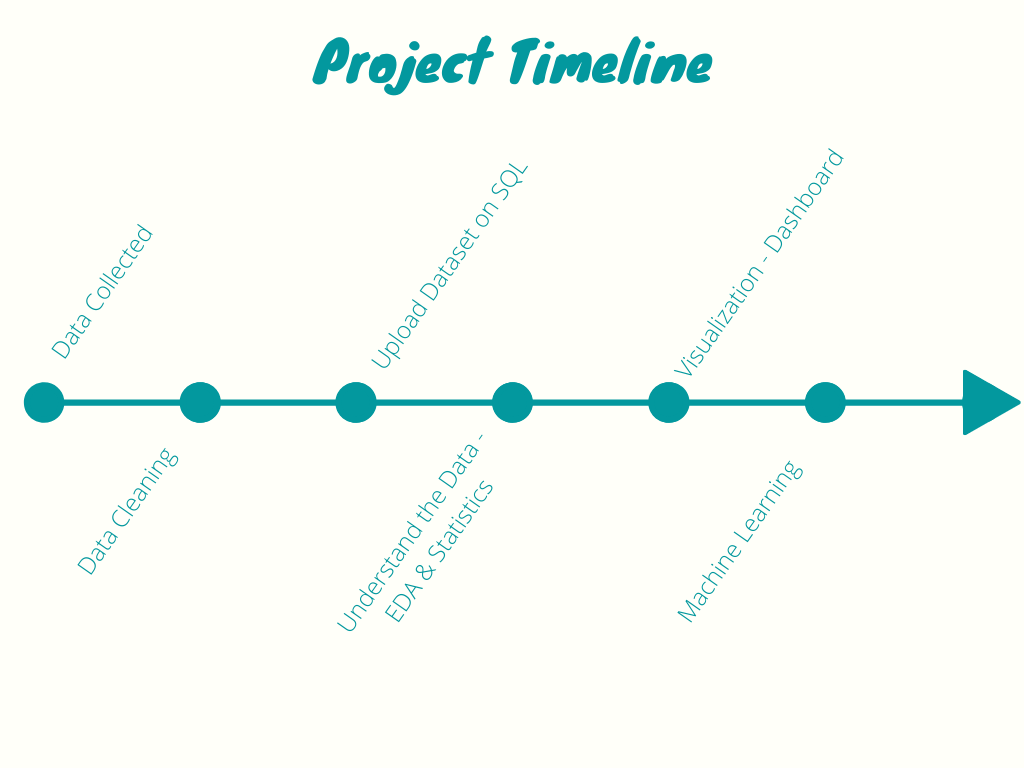 Project Timeline
Data Collected
Data Cleaning
Upload Dataset on SQL
Understand the Data -
EDA & Statistics
Visualization - Dashboard
Machine Learning